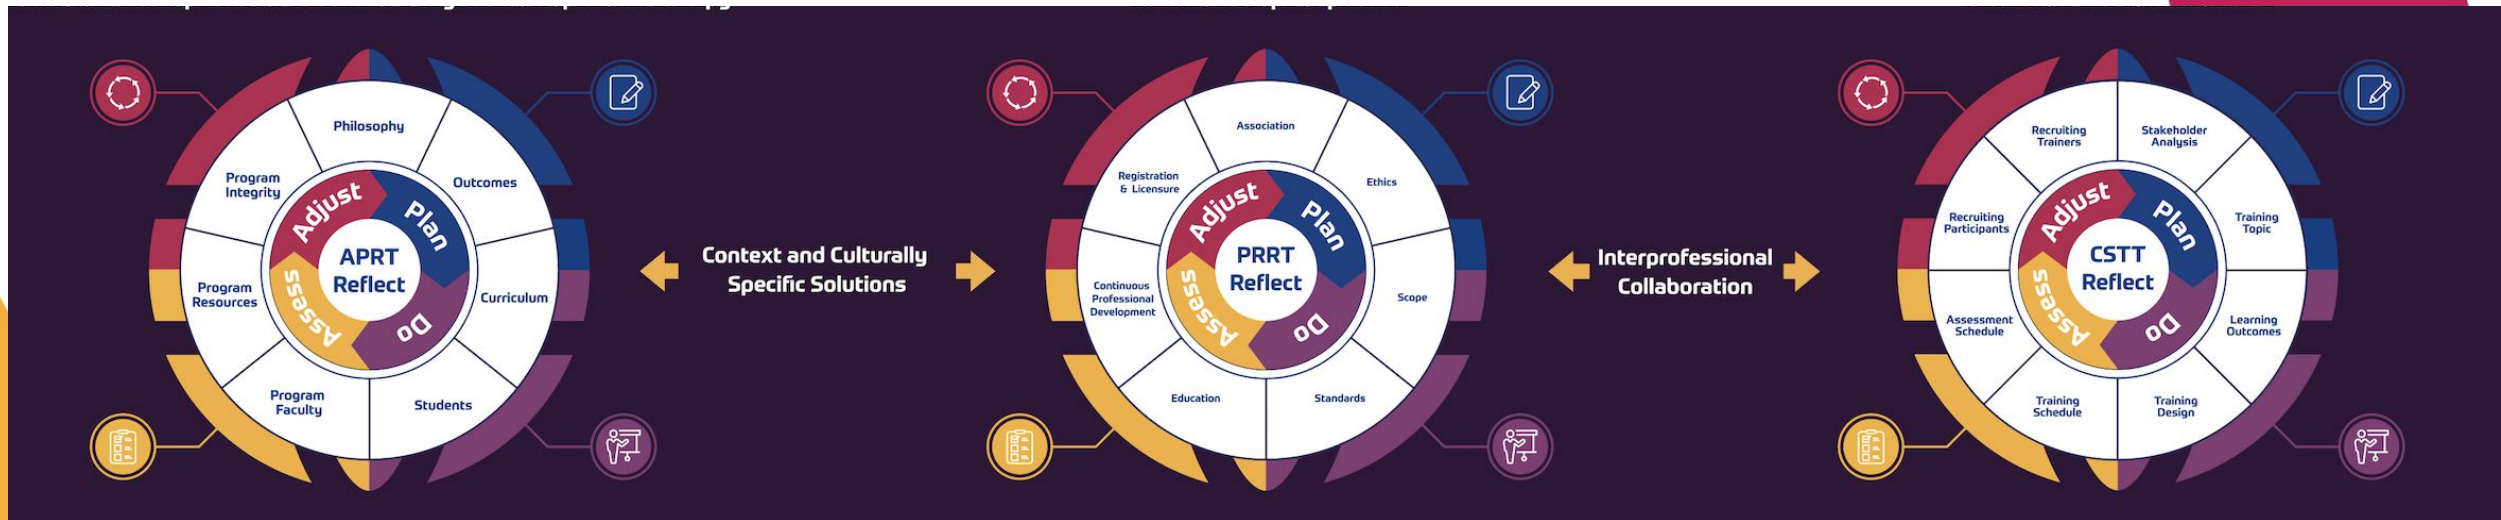 Philosophy
Outcomes
Curriculum
Students
Program
Faculty
Program
Resources
Program
Integrity
Adjust
Plan
Do
Assess
APRT
Reflect
Context and Culturally
Specific Solutions
Association
Ethics
Scope
Standards
Education
Continuous
Professional
Development
Registration
& Licensure
Adjust
Plan
Do
Assess
PRRT
Reflect
Interprofessional
Collaboration
Stakeholder
Analysis
Training
Topic
Learning
Outcomes
Training
Design
Training
Schedule
Assessment
Schedule
Recruiting
Participants
Recruiting
Trainers
Adjust
Plan
Do
Assess
CSTT
Reflect